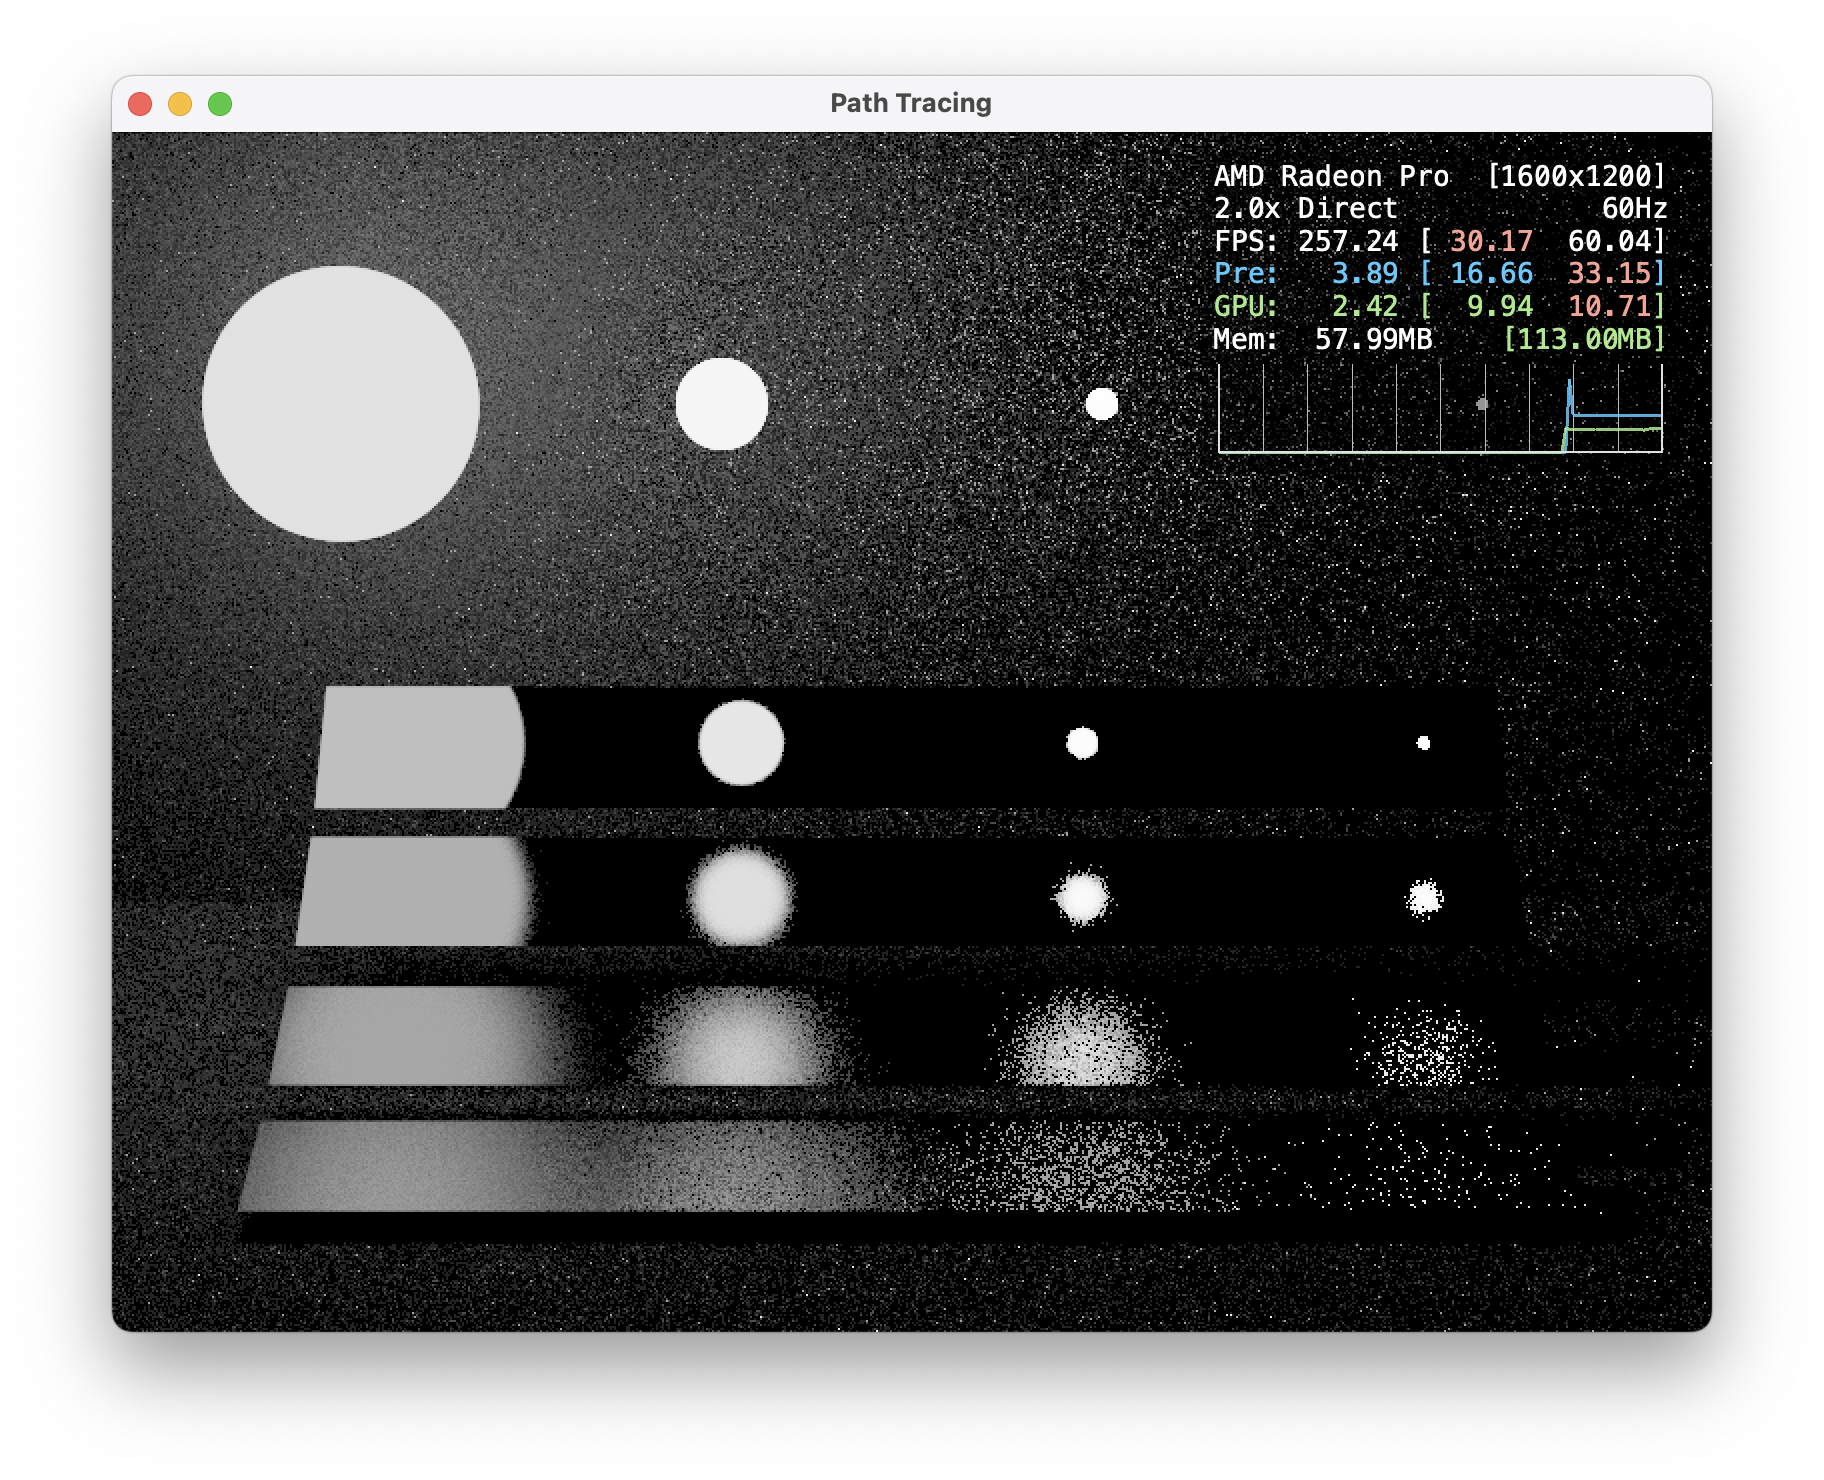 Path Tracing
AMD Radeon Pro [1600x1200]
2.0x Direct 60Hz
FPS: 257.24 [ 30.17 60.04]
Pre: 3.89 [ 16.66 33.15]
GPU: 2.42 [ 9.94 10.71]
Mem: 57.99MB [113.00MB]